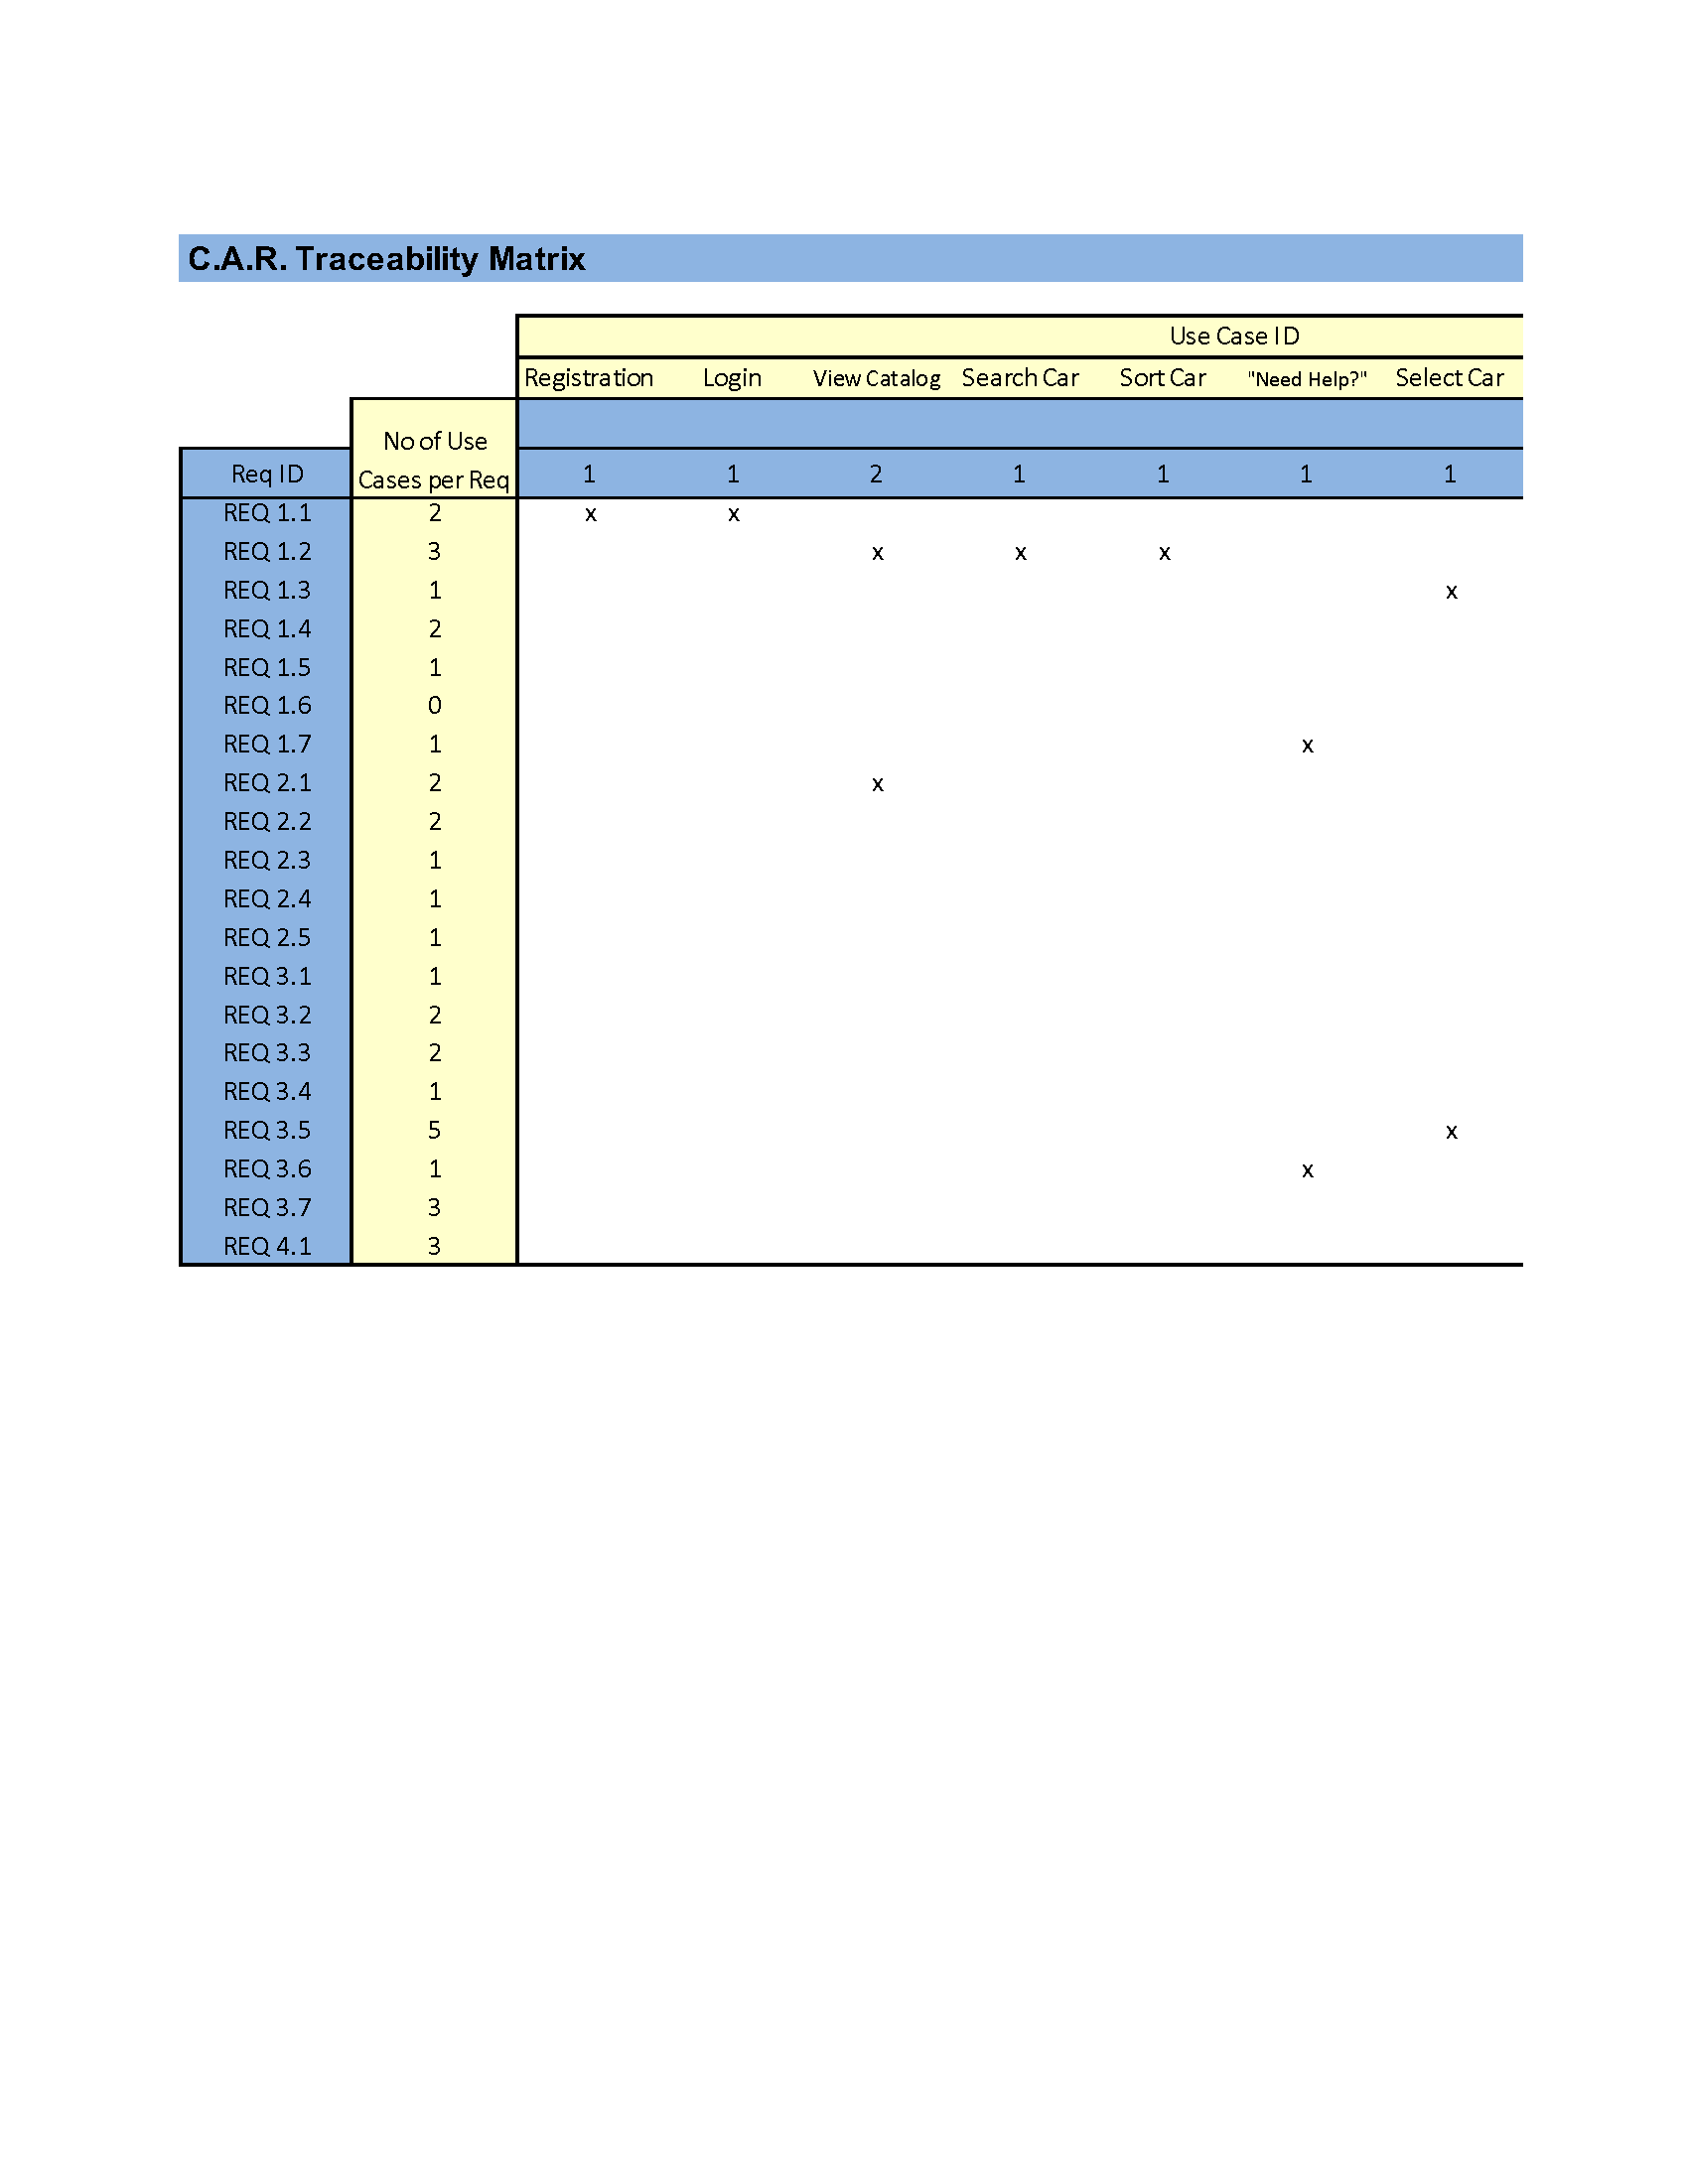 C.A.R. Traceability Matrix
Use Case ID
Registration Login View Catalog Search Car Sort Car "Need Help?" Select Car
No of Use
Cases per Req
Req ID 1 1 2 1 1 1 1
REQ 1.1 2 x x
REQ 1.2 3 x x x
REQ 1.3 1 x
REQ 1.4 2
REQ 1.5 1
REQ 1.6 0
REQ 1.7 1 x
REQ 2.1 2 x
REQ 2.2 2
REQ 2.3 1
REQ 2.4 1
REQ 2.5 1
REQ 3.1 1
REQ 3.2 2
REQ 3.3 2
REQ 3.4 1
REQ 3.5 5 x
REQ 3.6 1 x
REQ 3.7 3
REQ 4.1 3